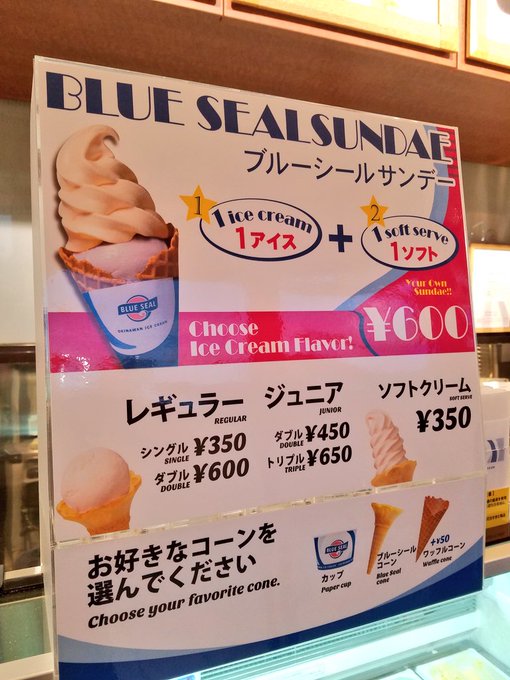 BLUE SEALSUNDAE
ブルーシールサンデー
1
1 ice cream
1アイス
+
2
1 soft serve
1ソフト
BLUE SEAL
OKINAWAN ICE CREAM
Your Own
Sundae!!
Choose
Ice Cream Flavor!
¥600
レギュラー
REGULAR
シングル ¥350
SINGLE
ダブル ¥600
DOUBLE
ジュニア
JUNIOR
ダブル ¥450
DOUBLE
トリプル ¥650
TRIPLE
ソフトクリーム
SOFT SERVE
¥350
お好きなコーンを
選んでください
Choose your favorite cone.
BLUE SEAL
カップ
Paper cup
ブルーシール
コーン
Blue Seal
cone
+¥50
ワッフルコーン
Waffle cone